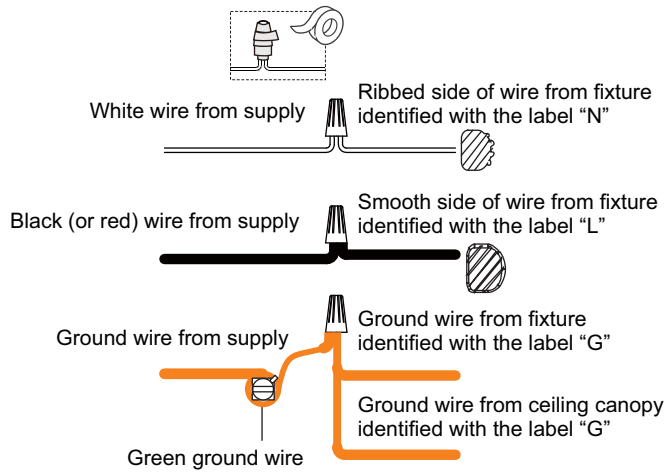 White wire from supply
Ribbed side of wire from fixture
identified with the label “N”
Black (or red) wire from supply
Smooth side of wire from fixture
identified with the label “L”
Ground wire from supply
Ground wire from fixture
identified with the label “G”
Ground wire from ceiling canopy
identified with the label “G”
Green ground wire